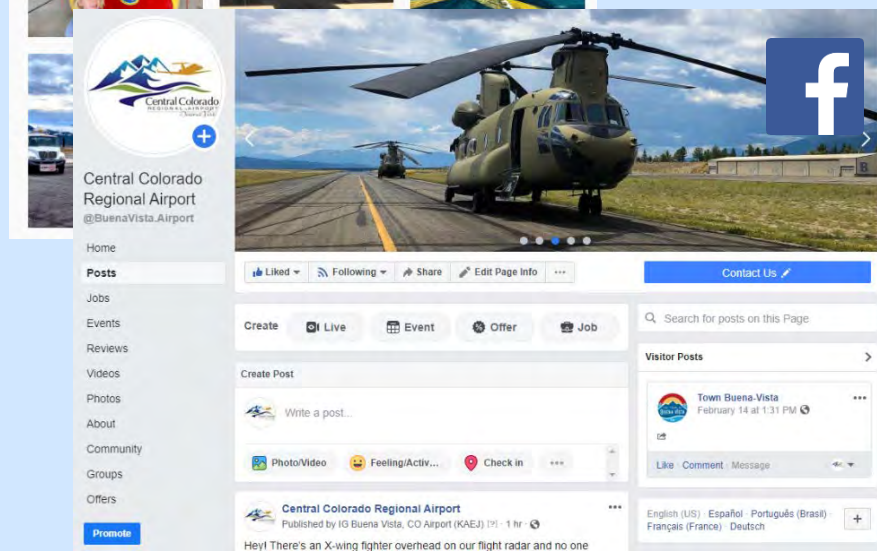 Central Colorado
REGIONAL AIRPORT
Buena Vista
f
B
Central Colorado
Regional Airport
@BuenaVista.Airport
Home
Posts
Jobs
Events
Reviews
Videos
Photos
About
Community
Groups
Offers
Promote
Liked
Following
Share
Edit Page Info
...
Contact Us
Create
Live
Event
Offer
Job
Create Post
Write a post...
Photo/Video
Feeling/Activ...
Check in
...
Central Colorado Regional Airport
...
Published by IG Buena Vista, CO Airport (KAEJ) [?] · 1 hr ·
Hey! There's an X-wing fighter overhead on our flight radar and no one
Search for posts on this Page
Visitor Posts
Town Buena-Vista
...
February 14 at 1:31 PM
Like · Comment · Message
English (US) · Español · Português (Brasil) ·
Français (France) · Deutsch
+